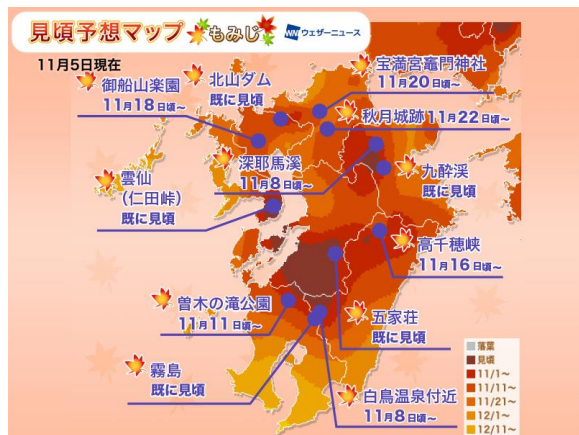 見頃予想マップ もみじ ウェザーニュース
11月5日現在
御船山楽園
11月18日頃~
北山ダム
既に見頃
宝満宮竈門神社
11月20日頃~
秋月城跡11月22日頃~
深耶馬溪
11月8日頃~
九酔渓
既に見頃
雲仙
(仁田峠)
既に見頃
高千穂峡
11月16日頃~
曽木の滝公園
11月11日頃~
五家荘
既に見頃
霧島
既に見頃
白鳥温泉付近
11月8日頃~
落葉
見頃
11/1~
11/11~
11/21~
12/1~
12/11~